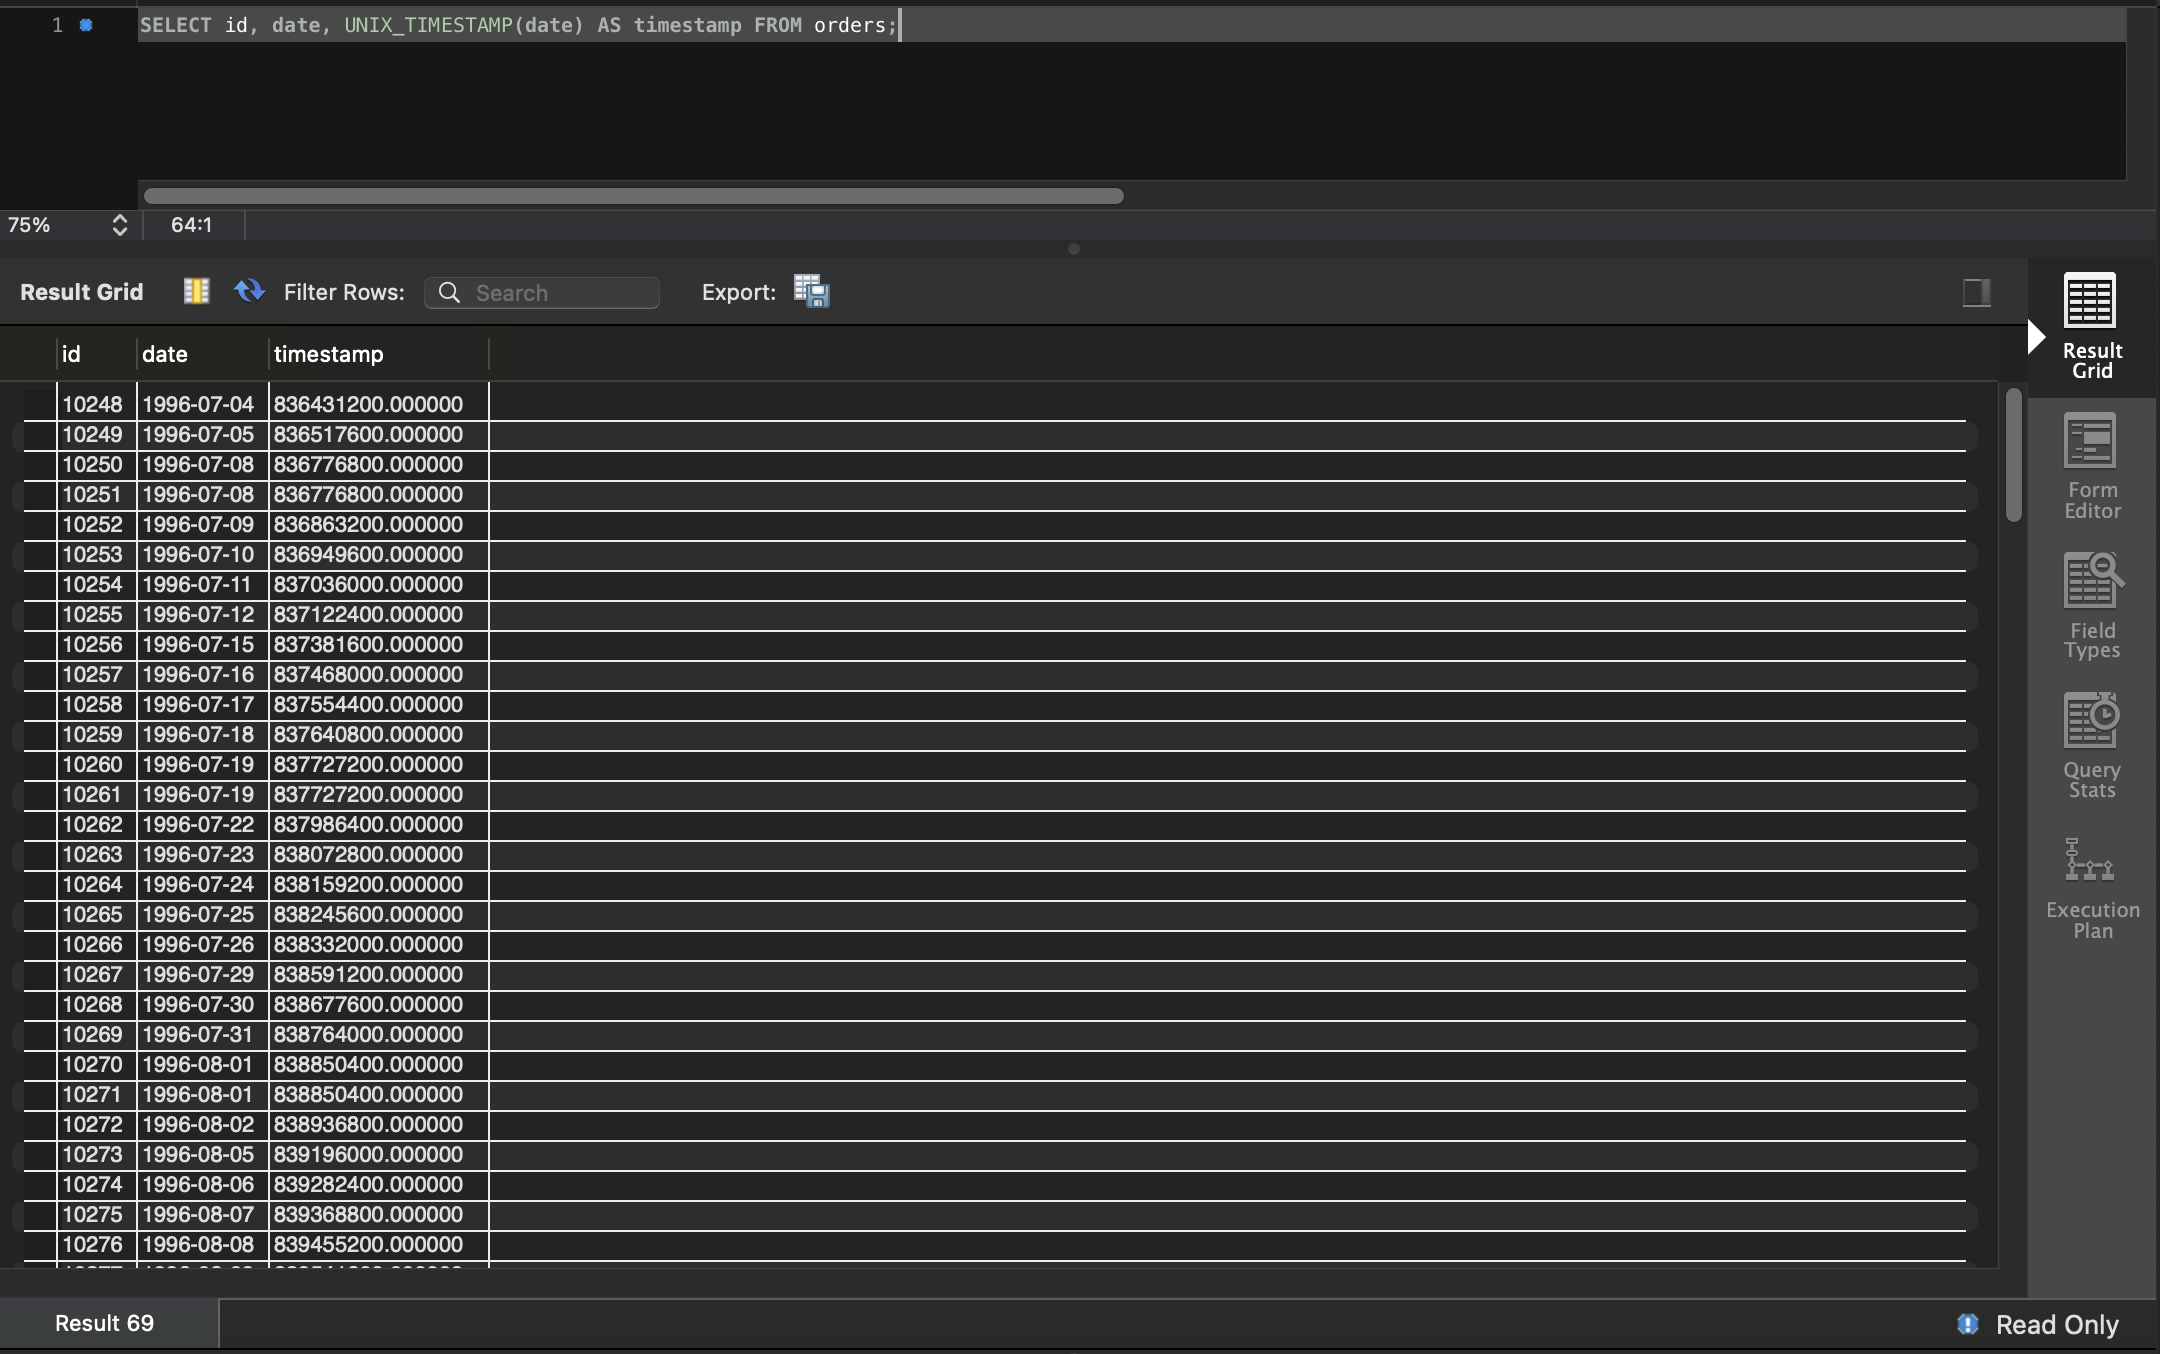 1 SELECT id, date, UNIX_TIMESTAMP(date) AS timestamp FROM orders;
75% 64:1
Result Grid Filter Rows: Search Export:
id date timestamp
10248 1996-07-04 836431200.000000
10249 1996-07-05 836517600.000000
10250 1996-07-08 836776800.000000
10251 1996-07-08 836776800.000000
10252 1996-07-09 836863200.000000
10253 1996-07-10 836949600.000000
10254 1996-07-11 837036000.000000
10255 1996-07-12 837122400.000000
10256 1996-07-15 837381600.000000
10257 1996-07-16 837468000.000000
10258 1996-07-17 837554400.000000
10259 1996-07-18 837640800.000000
10260 1996-07-19 837727200.000000
10261 1996-07-19 837727200.000000
10262 1996-07-22 837986400.000000
10263 1996-07-23 838072800.000000
10264 1996-07-24 838159200.000000
10265 1996-07-25 838245600.000000
10266 1996-07-26 838332000.000000
10267 1996-07-29 838591200.000000
10268 1996-07-30 838677600.000000
10269 1996-07-31 838764000.000000
10270 1996-08-01 838850400.000000
10271 1996-08-01 838850400.000000
10272 1996-08-02 838936800.000000
10273 1996-08-05 839196000.000000
10274 1996-08-06 839282400.000000
10275 1996-08-07 839368800.000000
10276 1996-08-08 839455200.000000
Result
Grid
Form
Editor
Field
Types
Query
Stats
Execution
Plan
Result 69
Read Only